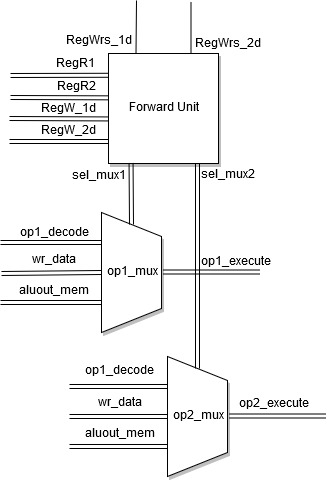 RegWrs_1d
RegWrs_2d
RegR1
RegR2
RegW_1d
RegW_2d
Forward Unit
sel_mux1
sel_mux2
op1_decode
wr_data
aluout_mem
op1_mux
op1_execute
op1_decode
wr_data
aluout_mem
op2_mux
op2_execute